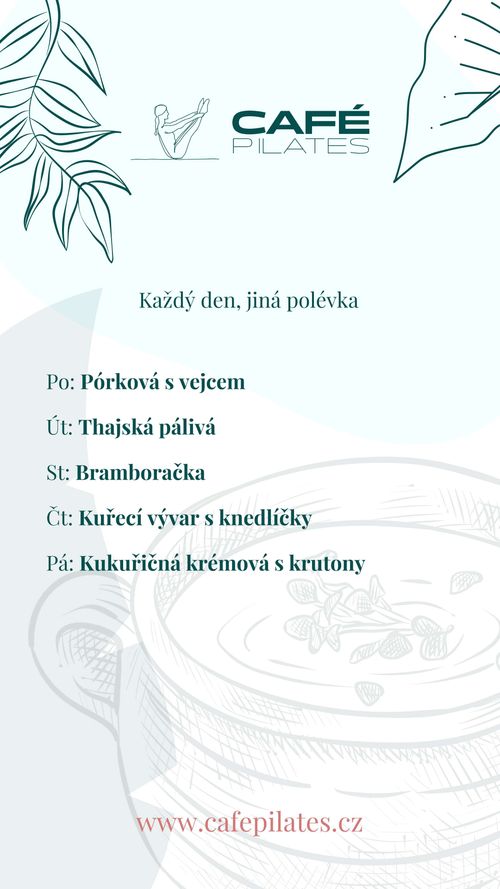 CAFÉ
PILATES
Každý den, jiná polévka
Po: Pórková s vejcem
Út: Thajská pálivá
St: Bramboračka
Čt: Kuřecí vývar s knedlíčky
Pá: Kukuřičná krémová s krutony
www.cafepilates.cz